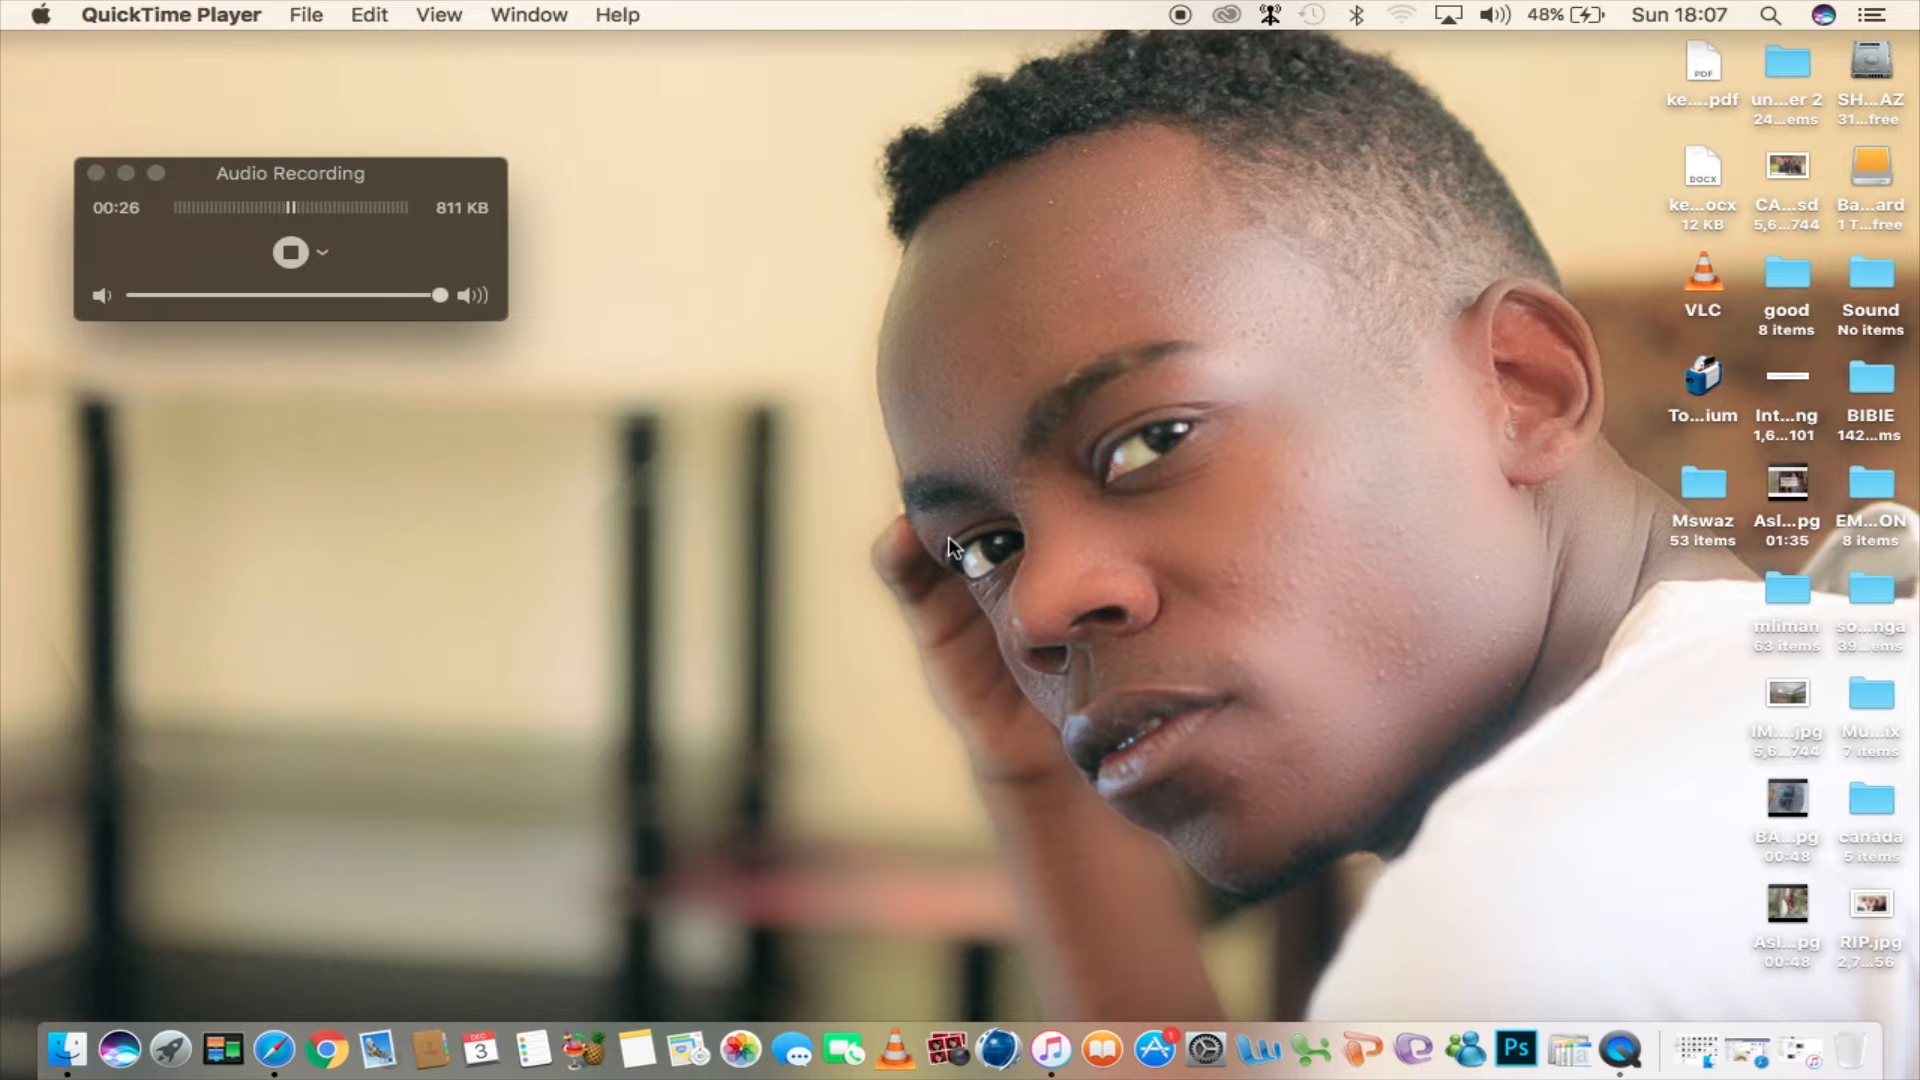 QuickTime Player File Edit View Window Help 48% Sun 18:07
Audio Recording
00:26 811 KB
PDF
ke....pdf un...er 2 SH...AZ
24...ems 31...free
DOCX
ke...ocx CA...sd Ba...ard
12 KB 5,6...744 1 T...free
VLC good Sound
8 items No items
To...ium Int...ng BIBIE
1,6...101 142...ms
Mswaz Asl...pg EM...ON
53 items 01:35 8 items
mliman so...nga
63 items 39...ems
IM....jpg Mu...ix
5,6...744 7 items
BA...pg canada
00:48 5 items
Asl...pg RIP.jpg
00:48 2,7...56
DEC
3
1
Ps